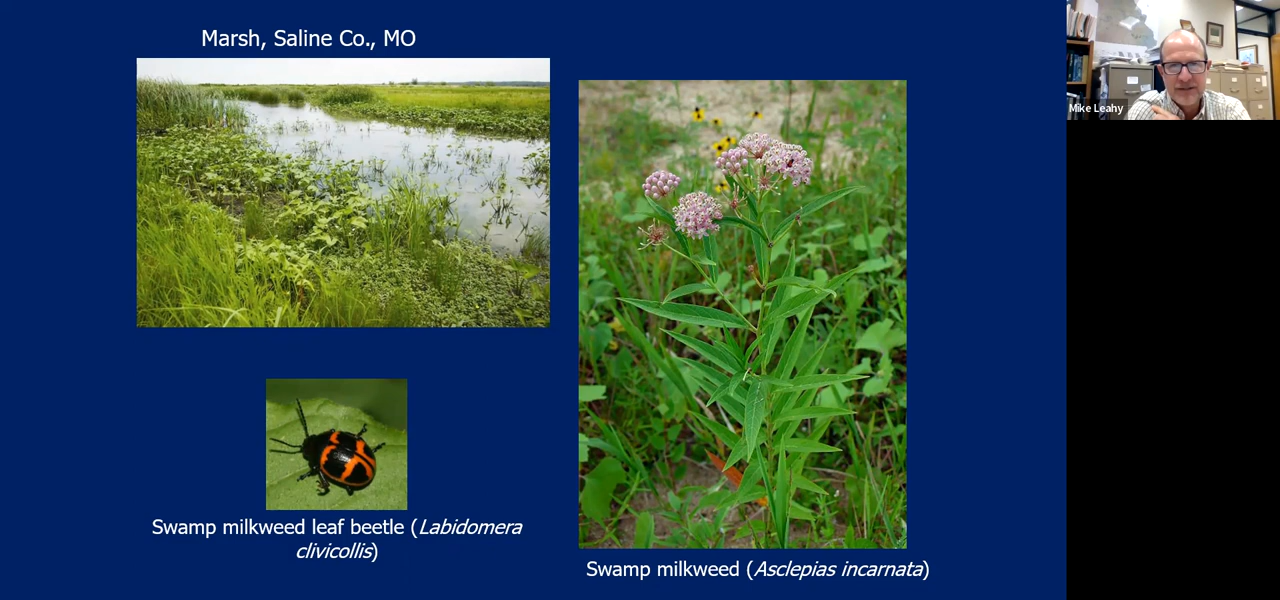 Marsh, Saline Co., MO
Mike Leahy
Swamp milkweed leaf beetle (Labidomera
clivicollis)
Swamp milkweed (Asclepias incarnata)